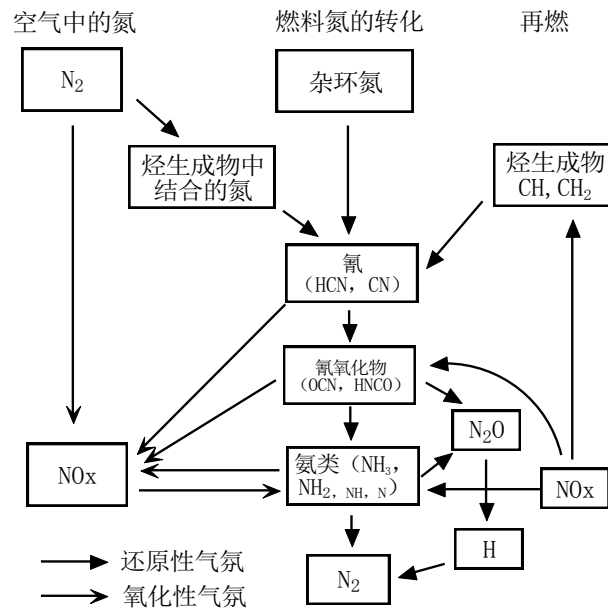 空气中的氮
燃料氮的转化
再燃
N₂
杂环氮
烃生成物中
结合的氮
烃生成物
CH, CH₂
氰
（HCN，CN）
氰氧化物
（OCN，HNCO）
N₂O
NOx
氨类（NH₃，
NH₂，NH，N）
NOx
H
N₂
还原性气氛
氧化性气氛